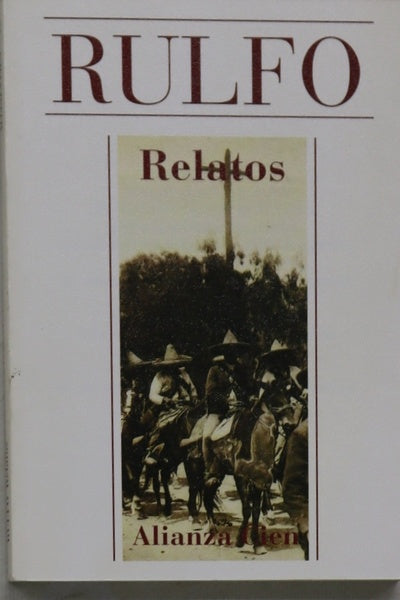 RULFO
Relatos
Alianza Cien